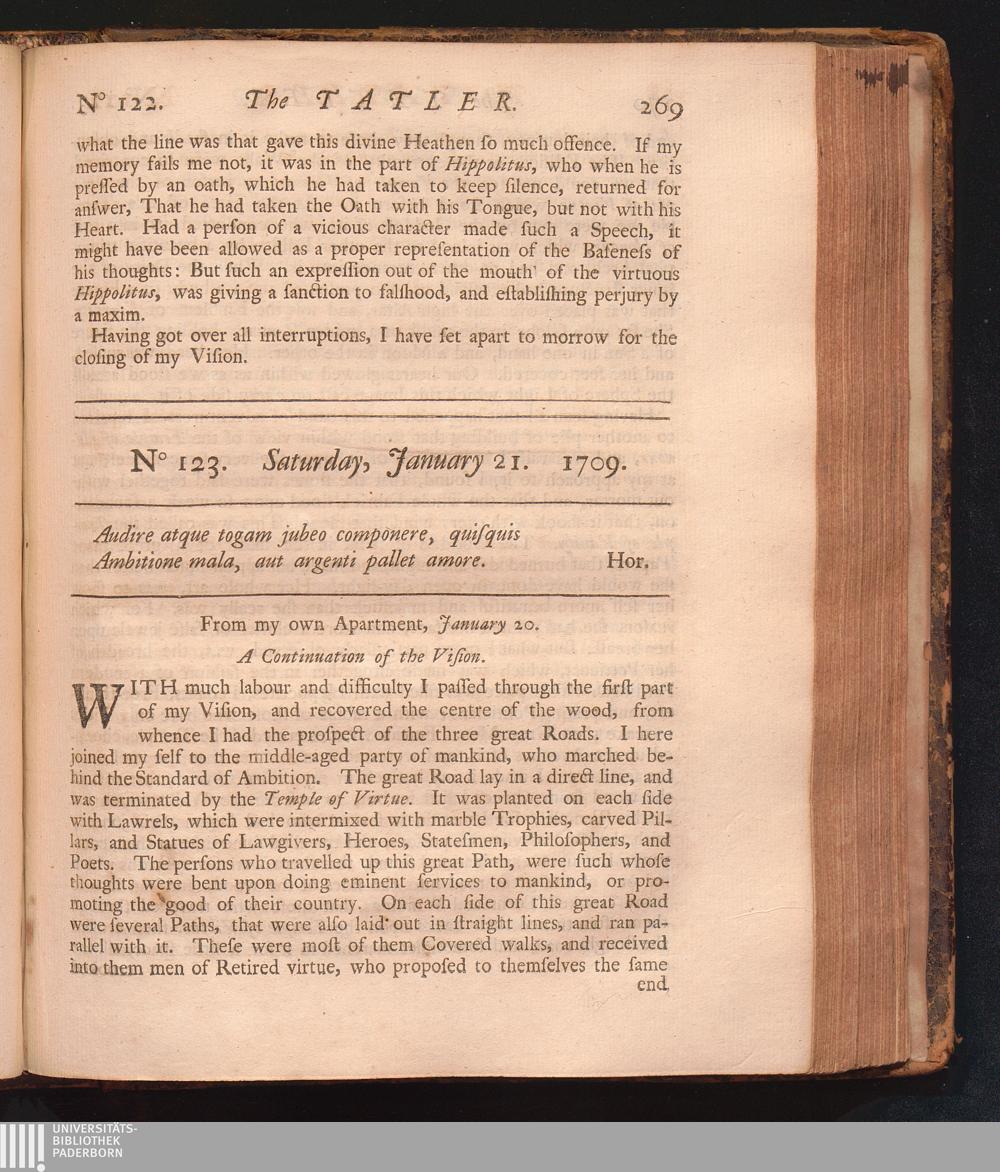 Nº 122. The TATLER. 269
what the line was that gave this divine Heathen ſo much offence. If my
memory fails me not, it was in the part of Hippolitus, who when he is
preſſed by an oath, which he had taken to keep ſilence, returned for
anſwer, That he had taken the Oath with his Tongue, but not with his
Heart. Had a perſon of a vicious character made ſuch a Speech, it
might have been allowed as a proper repreſentation of the Baſeneſs of
his thoughts: But ſuch an expreſſion out of the mouth of the virtuous
Hippolitus, was giving a ſanction to falſhood, and eſtabliſhing perjury by
a maxim.
Having got over all interruptions, I have ſet apart to morrow for the
cloſing of my Viſion.
Nº 123. Saturday, January 21. 1709.
Audire atque togam jubeo componere, quiſquis
Ambitione mala, aut argenti pallet amore. Hor.
From my own Apartment, January 20.
A Continuation of the Viſion.
WITH much labour and difficulty I paſſed through the firſt part
of my Viſion, and recovered the centre of the wood, from
whence I had the proſpect of the three great Roads. I here
joined my ſelf to the middle-aged party of mankind, who marched be-
hind the Standard of Ambition. The great Road lay in a direct line, and
was terminated by the Temple of Virtue. It was planted on each ſide
with Lawrels, which were intermixed with marble Trophies, carved Pil-
lars, and Statues of Lawgivers, Heroes, Stateſmen, Philoſophers, and
Poets. The perſons who travelled up this great Path, were ſuch whoſe
thoughts were bent upon doing eminent ſervices to mankind, or pro-
moting the good of their country. On each ſide of this great Road
were ſeveral Paths, that were alſo laid out in ſtraight lines, and ran pa-
rallel with it. Theſe were moſt of them Covered walks, and received
into them men of Retired virtue, who propoſed to themſelves the ſame
end,
UNIVERSITÄTS-
BIBLIOTHEK
PADERBORN